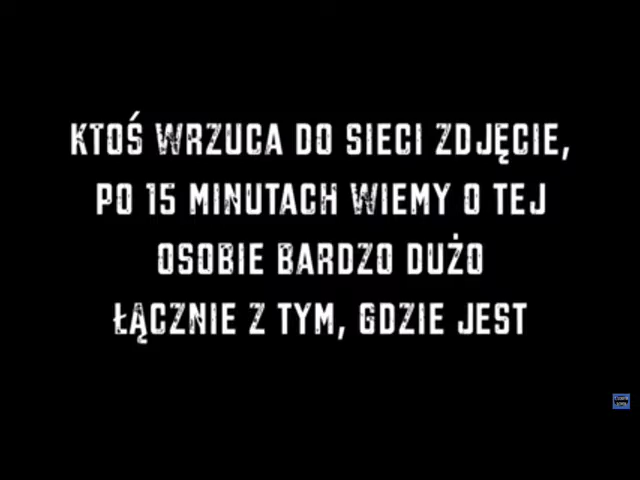 KTOŚ WRZUCA DO SIECI ZDJĘCIE,
PO 15 MINUTACH WIEMY O TEJ
OSOBIE BARDZO DUŻO
ŁĄCZNIE Z TYM, GDZIE JEST